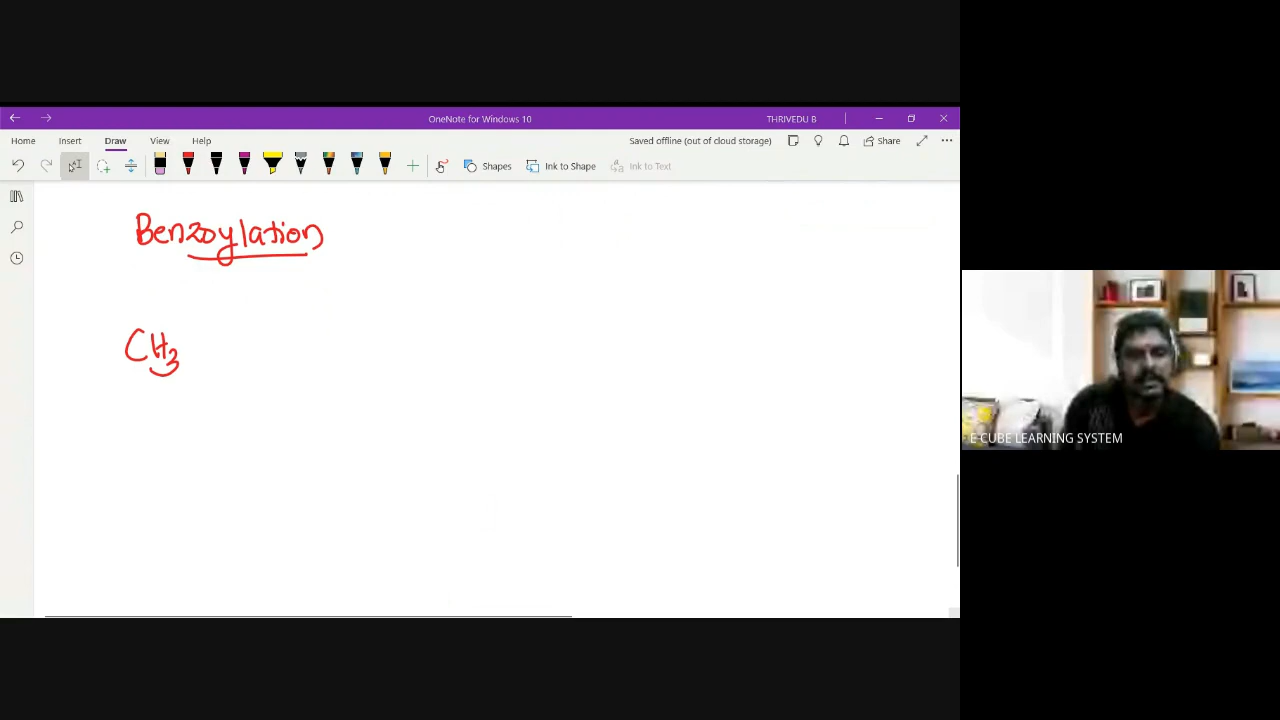 OneNote for Windows 10
THRIVEDU B
Home Insert Draw View Help
Saved offline (out of cloud storage)
Share
Shapes
Ink to Shape
Ink to Text
Benzoylation
CH3
E CUBE LEARNING SYSTEM